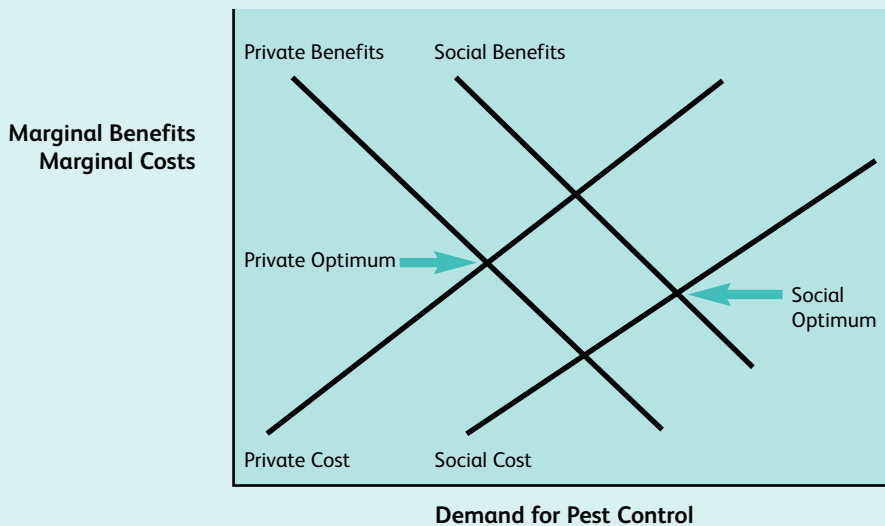 Private Benefits
Social Benefits
Marginal Benefits
Marginal Costs
Private Optimum
Social
Optimum
Private Cost
Social Cost
Demand for Pest Control